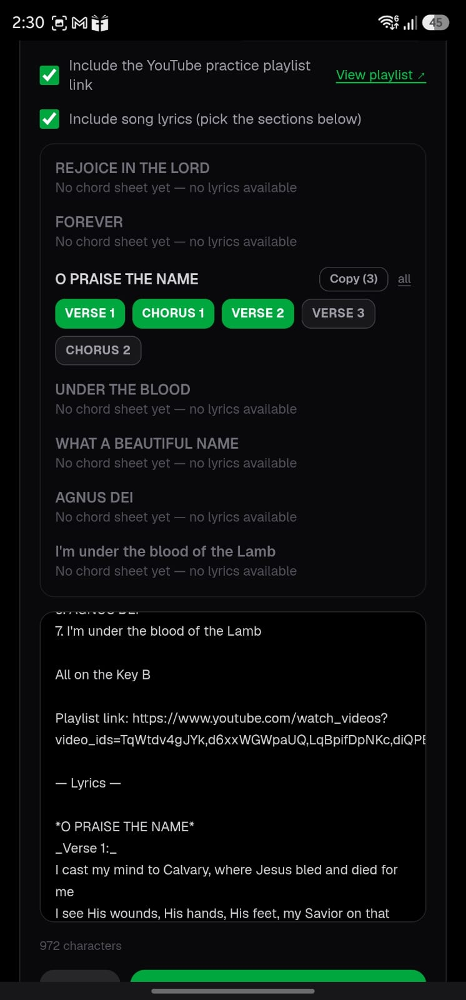 2:30 45
Include the YouTube practice playlist
link
View playlist ↗
Include song lyrics (pick the sections below)
REJOICE IN THE LORD
No chord sheet yet — no lyrics available
FOREVER
No chord sheet yet — no lyrics available
O PRAISE THE NAME Copy (3) all
VERSE 1 CHORUS 1 VERSE 2 VERSE 3
CHORUS 2
UNDER THE BLOOD
No chord sheet yet — no lyrics available
WHAT A BEAUTIFUL NAME
No chord sheet yet — no lyrics available
AGNUS DEI
No chord sheet yet — no lyrics available
I'm under the blood of the Lamb
No chord sheet yet — no lyrics available
AGNUS DEI
7. I'm under the blood of the Lamb
All on the Key B
Playlist link: https://www.youtube.com/watch_videos?
video_ids=TqWtdv4gJYk,d6xxWGWpaUQ,LqBpifDpNKc,diQPE
— Lyrics —
*O PRAISE THE NAME*
_Verse 1:_
I cast my mind to Calvary, where Jesus bled and died for
me
I see His wounds, His hands, His feet, my Savior on that
972 characters